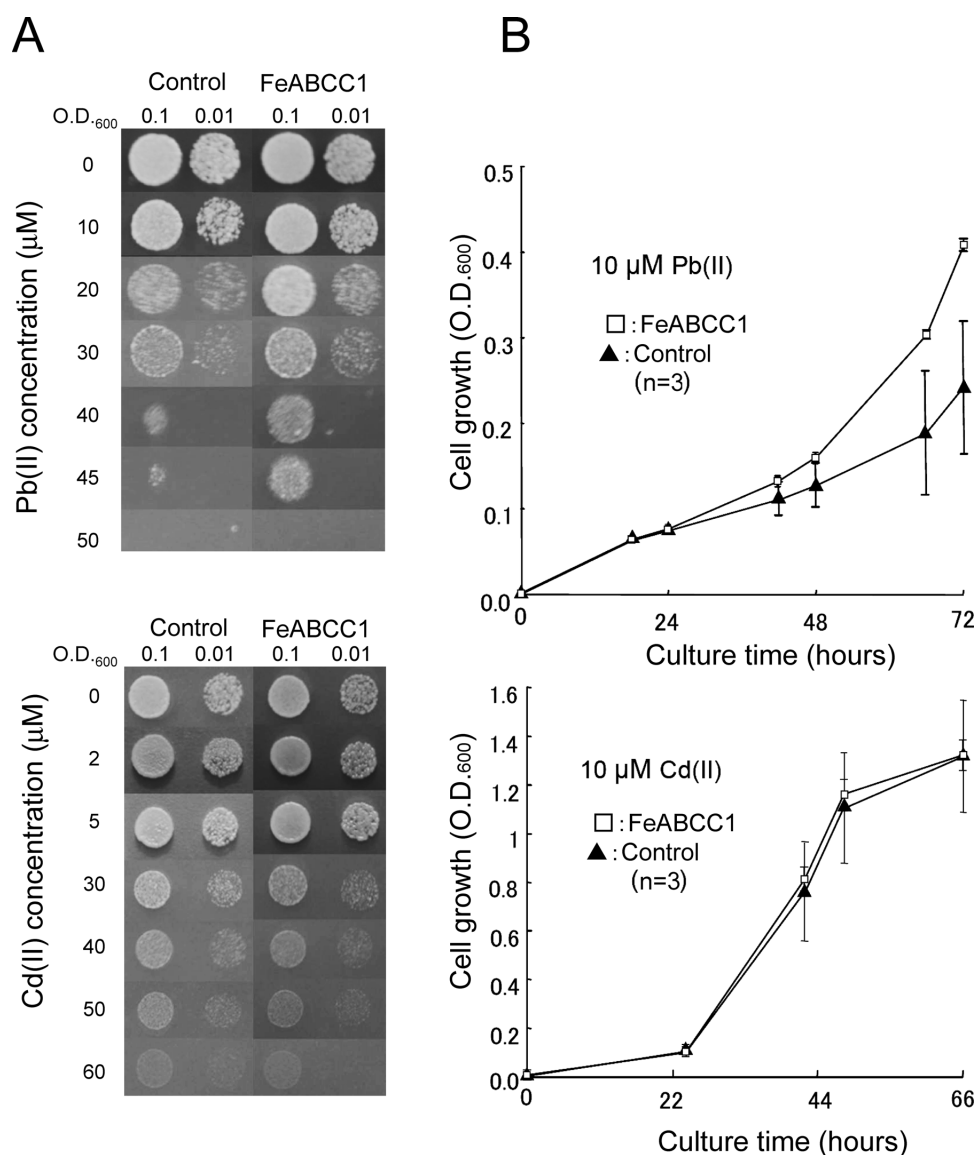 A
Control FeABCC1
O.D.600 0.1 0.01 0.1 0.01
Pb(II) concentration (µM)
0
10
20
30
40
45
50
Control FeABCC1
O.D.600 0.1 0.01 0.1 0.01
Cd(II) concentration (µM)
0
2
5
30
40
50
60
B
Cell growth (O.D.600)
0.5
0.4
0.3
0.2
0.1
0.0
10 µM Pb(II)
□ : FeABCC1
▲ : Control
(n=3)
0 24 48 72
Culture time (hours)
Cell growth (O.D.600)
1.6
1.4
1.2
1
0.8
0.6
0.4
0.2
0.0
10 µM Cd(II)
□ : FeABCC1
▲ : Control
(n=3)
0 22 44 66
Culture time (hours)